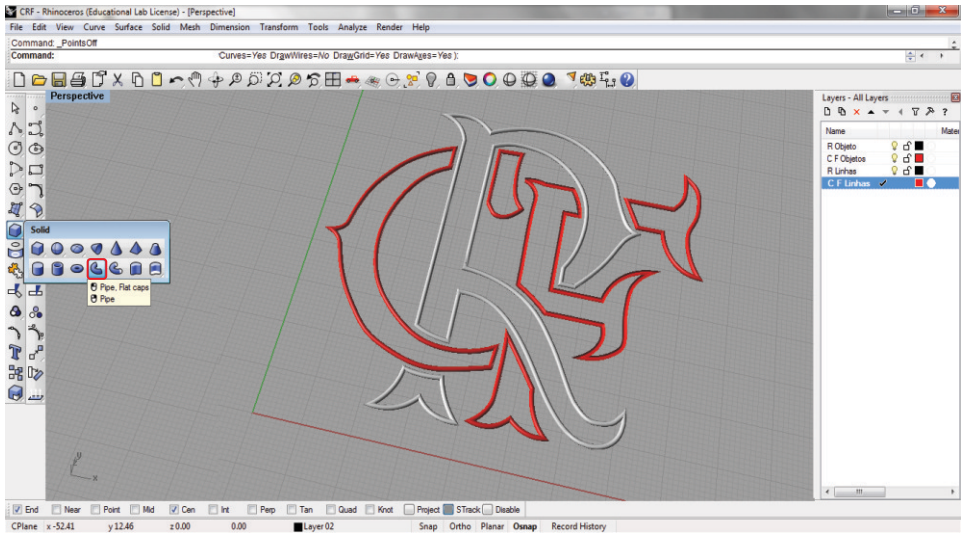 CRF - Rhinoceros (Educational Lab License) - [Perspective]
File Edit View Curve Surface Solid Mesh Dimension Transform Tools Analyze Render Help
Command: _PointsOff
Command: Curves=Yes DrawWires=No DrawGrid=Yes DrawAxes=Yes ):
Perspective
Layers - All Layers
Name Mater
R Objeto
C F Objetos
R Linhas
C F Linhas
Solid
Pipe, Flat caps
Pipe
CRF
y
x
End Near Point Mid Cen Int Perp Tan Quad Knot Project STrack Disable
CPlane x -52.41 y 12.46 z 0.00 0.00 Layer 02 Snap Ortho Planar Osnap Record History